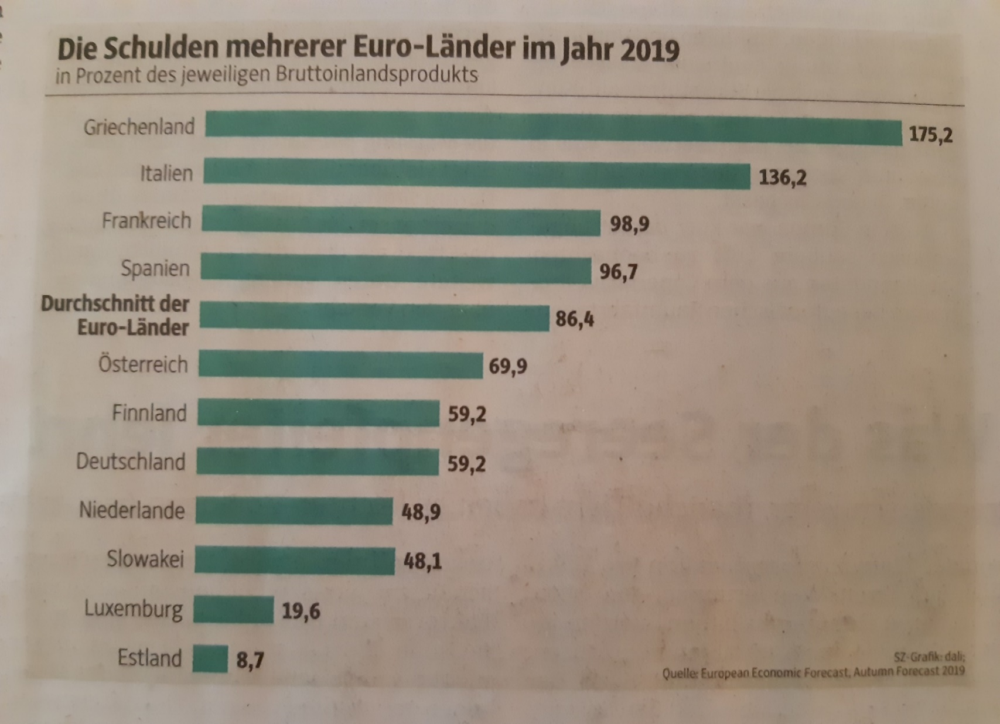 Die Schulden mehrerer Euro-Länder im Jahr 2019
in Prozent des jeweiligen Bruttoinlandsprodukts
Griechenland 175,2
Italien 136,2
Frankreich 98,9
Spanien 96,7
Durchschnitt der
Euro-Länder 86,4
Österreich 69,9
Finnland 59,2
Deutschland 59,2
Niederlande 48,9
Slowakei 48,1
Luxemburg 19,6
Estland 8,7
SZ-Grafik: dali;
Quelle: European Economic Forecast, Autumn Forecast 2019